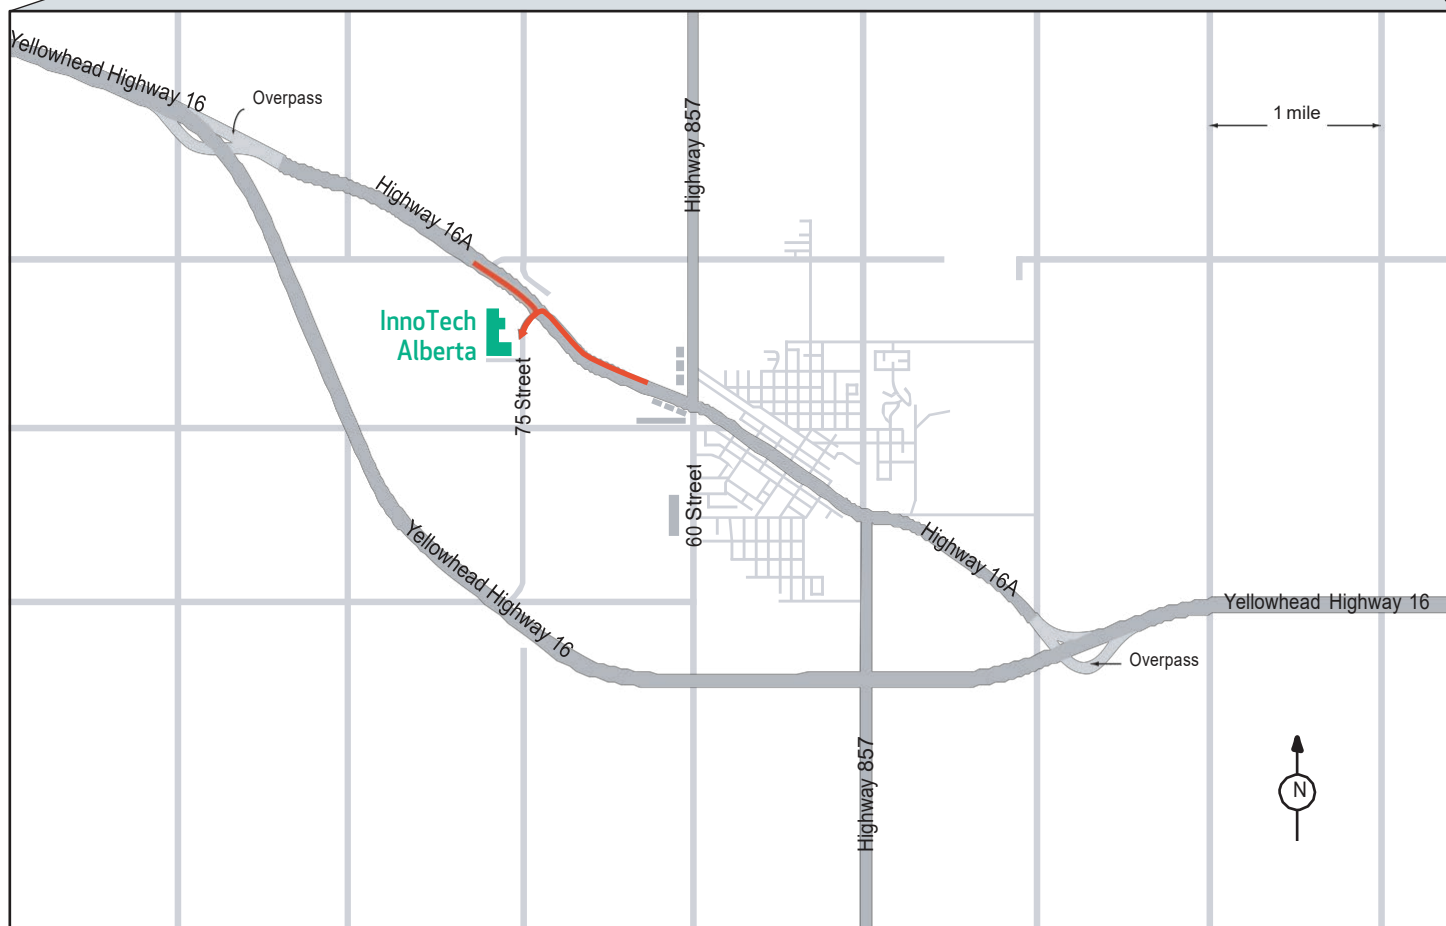 Yellowhead Highway 16
Overpass
Highway 857
1 mile
Highway 16A
InnoTech
Alberta
75 Street
60 Street
Yellowhead Highway 16
Highway 16A
Yellowhead Highway 16
Overpass
Highway 857
N